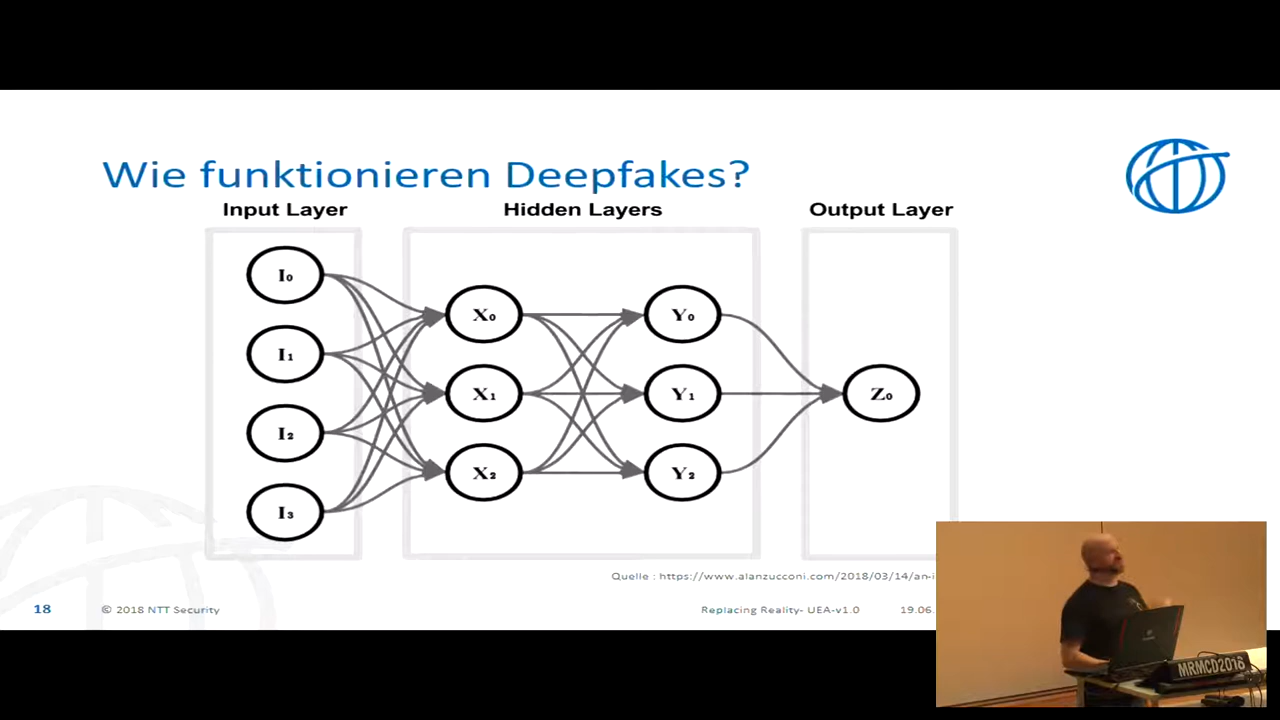 Wie funktionieren Deepfakes?
Input Layer
Hidden Layers
Output Layer
I₀
I₁
I₂
I₃
X₀
X₁
X₂
Y₀
Y₁
Y₂
Z₀
Quelle : https://www.alanzucconi.com/2018/03/14/an-i
18
© 2018 NTT Security
Replacing Reality- UEA-v1.0
19.06.
MRMCD2018